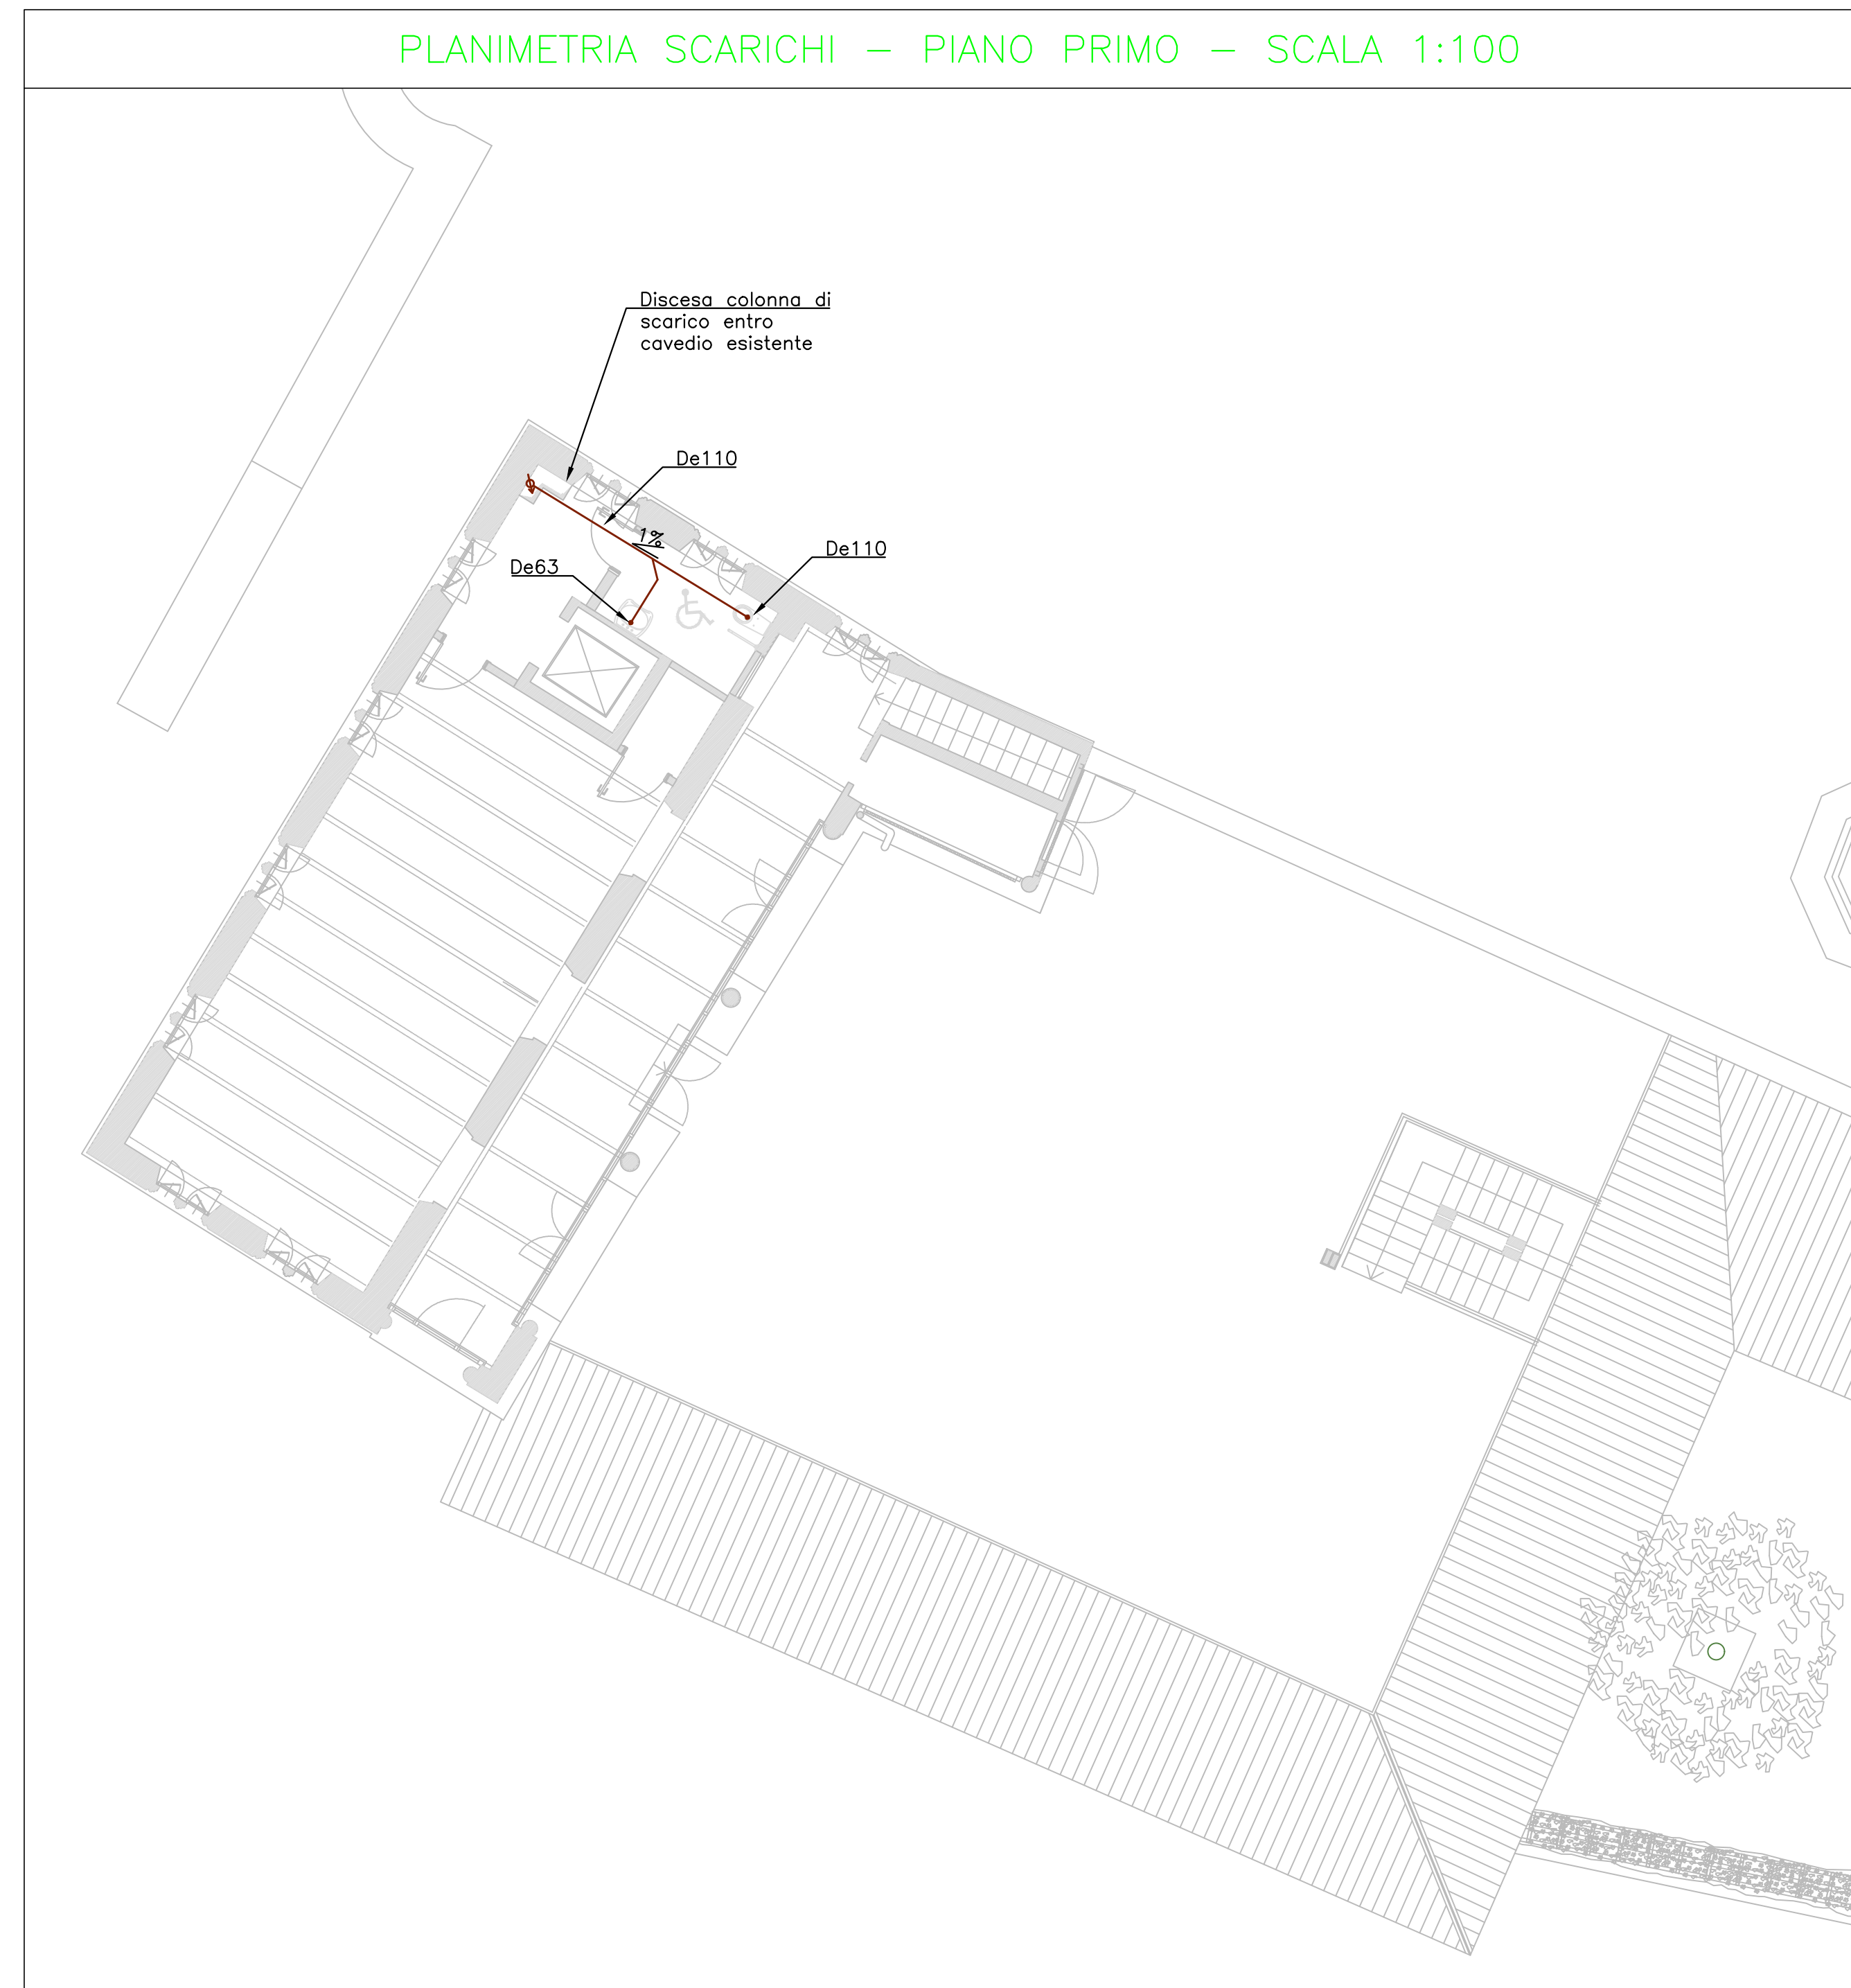 PLANIMETRIA SCARICHI – PIANO PRIMO – SCALA 1:100
Discesa colonna di
scarico entro
cavedio esistente
De110
1%
De110
De63